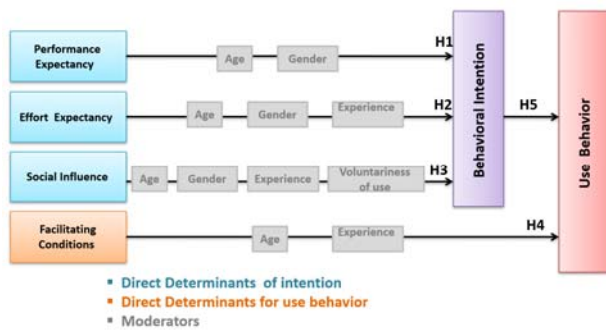 Performance
Expectancy
Age
Gender
H1
Effort Expectancy
Age
Gender
Experience
H2
Social Influence
Age
Gender
Experience
Voluntariness
of use
H3
Facilitating
Conditions
Age
Experience
H4
Behavioral Intention
H5
Use Behavior
Direct Determinants of intention
Direct Determinants for use behavior
Moderators